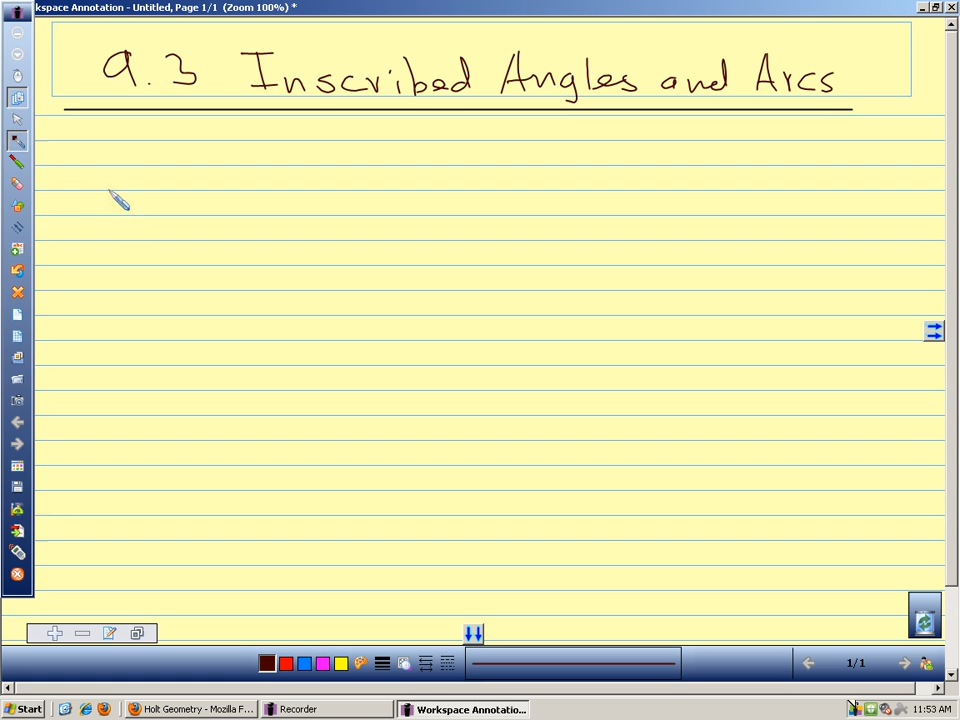 kspace Annotation - Untitled, Page 1/1 (Zoom 100%) *
9.3 Inscribed Angles and Arcs
1/1
Start
Holt Geometry - Mozilla F...
Recorder
Workspace Annotatio...
11:53 AM